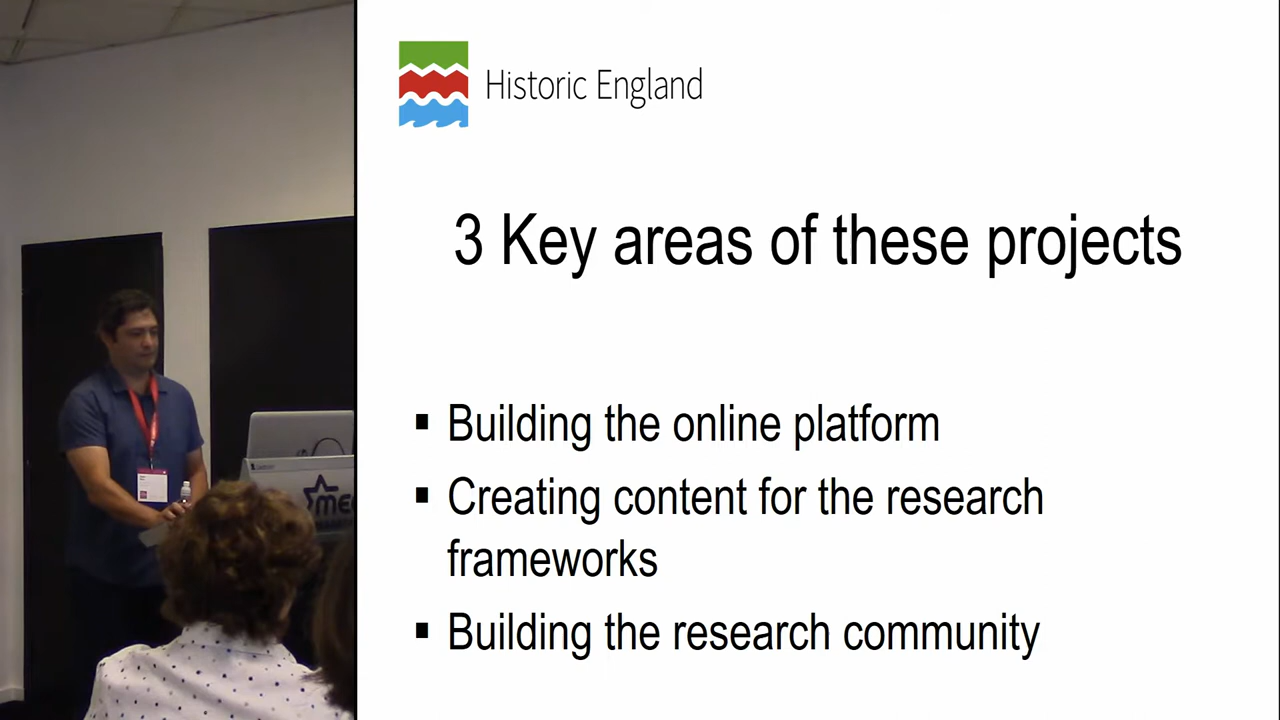 Historic England
3 Key areas of these projects
▪ Building the online platform
▪ Creating content for the research
frameworks
▪ Building the research community